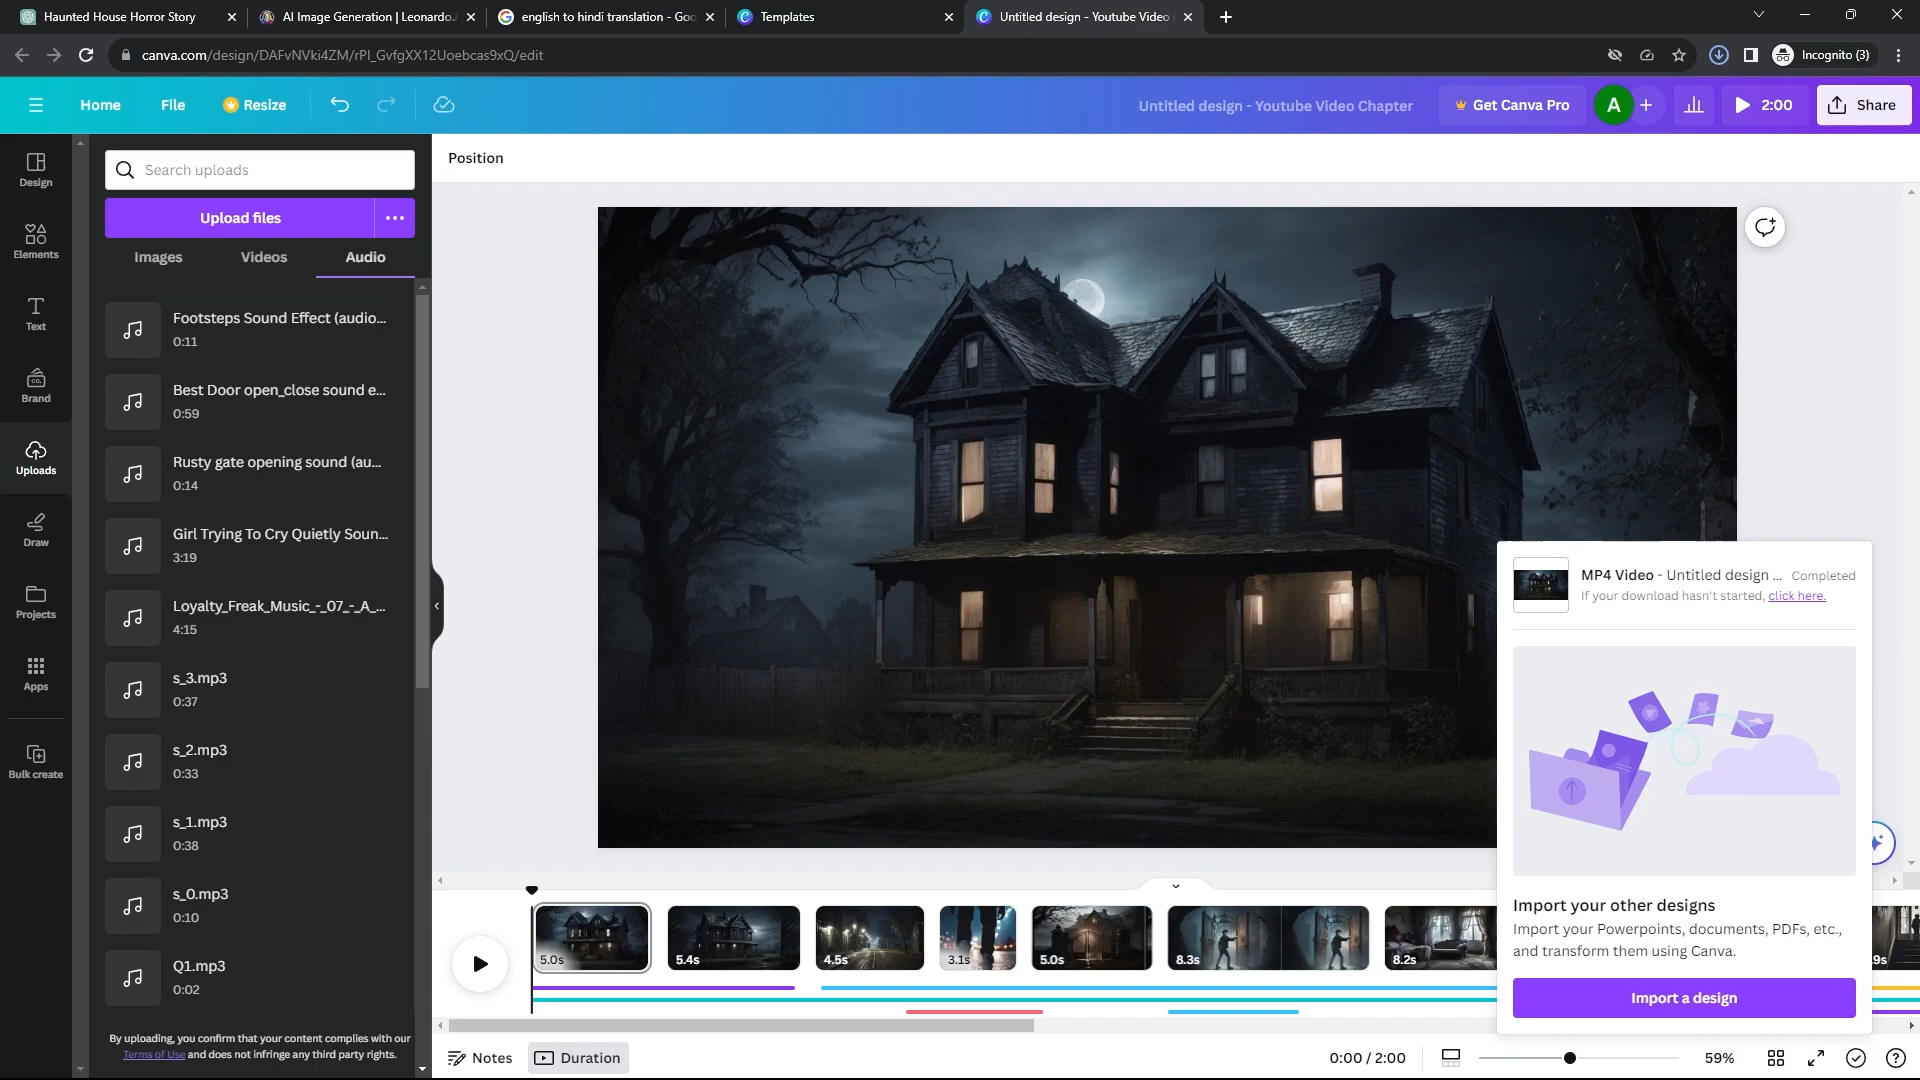 Haunted House Horror Story
AI Image Generation | Leonardo.
english to hindi translation - Goo
Templates
Untitled design - Youtube Video
canva.com/design/DAFvNVki4ZM/rPl_GvfgXX12Uoebcas9xQ/edit
Incognito (3)
Home
File
Resize
Untitled design - Youtube Video Chapter
Get Canva Pro
A
2:00
Share
Design
Elements
Text
Brand
Uploads
Draw
Projects
Apps
Bulk create
Search uploads
Upload files
Images
Videos
Audio
Footsteps Sound Effect (audio...
0:11
Best Door open_close sound e...
0:59
Rusty gate opening sound (au...
0:14
Girl Trying To Cry Quietly Soun...
3:19
Loyalty_Freak_Music_-_07_-_A_...
4:15
s_3.mp3
0:37
s_2.mp3
0:33
s_1.mp3
0:38
s_0.mp3
0:10
Q1.mp3
0:02
By uploading, you confirm that your content complies with our
Terms of Use and does not infringe any third party rights.
Position
MP4 Video - Untitled design ... Completed
If your download hasn't started, click here.
Import your other designs
Import your Powerpoints, documents, PDFs, etc.,
and transform them using Canva.
Import a design
5.0s
5.4s
4.5s
3.1s
5.0s
8.3s
8.2s
.9s
Notes
Duration
0:00 / 2:00
59%